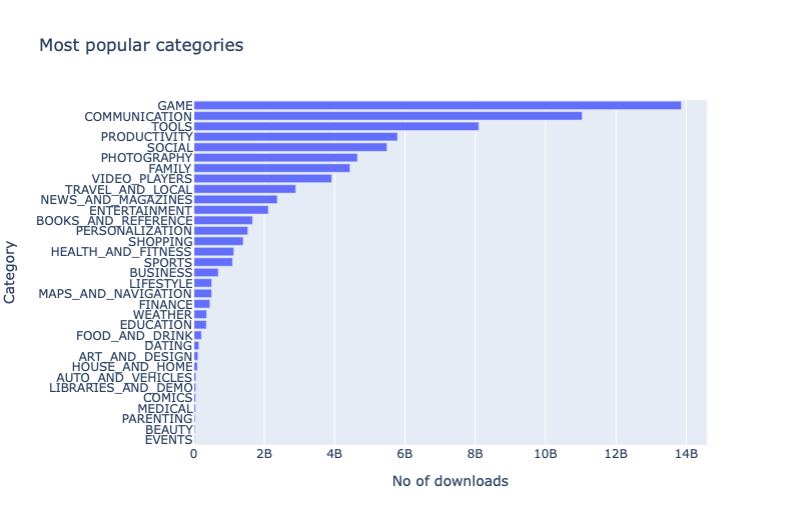 Most popular categories
GAME
COMMUNICATION
TOOLS
PRODUCTIVITY
SOCIAL
PHOTOGRAPHY
FAMILY
VIDEO_PLAYERS
TRAVEL_AND_LOCAL
NEWS_AND_MAGAZINES
ENTERTAINMENT
BOOKS_AND_REFERENCE
PERSONALIZATION
SHOPPING
HEALTH_AND_FITNESS
SPORTS
BUSINESS
LIFESTYLE
MAPS_AND_NAVIGATION
FINANCE
WEATHER
EDUCATION
FOOD_AND_DRINK
DATING
ART_AND_DESIGN
HOUSE_AND_HOME
AUTO_AND_VEHICLES
LIBRARIES_AND_DEMO
COMICS
MEDICAL
PARENTING
BEAUTY
EVENTS
Category
0 2B 4B 6B 8B 10B 12B 14B
No of downloads